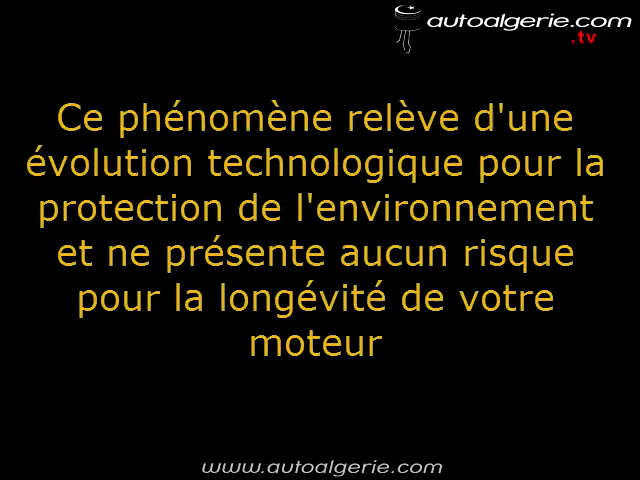 autoalgerie.com
.tv
Ce phénomène relève d'une
évolution technologique pour la
protection de l'environnement
et ne présente aucun risque
pour la longévité de votre
moteur
www.autoalgerie.com